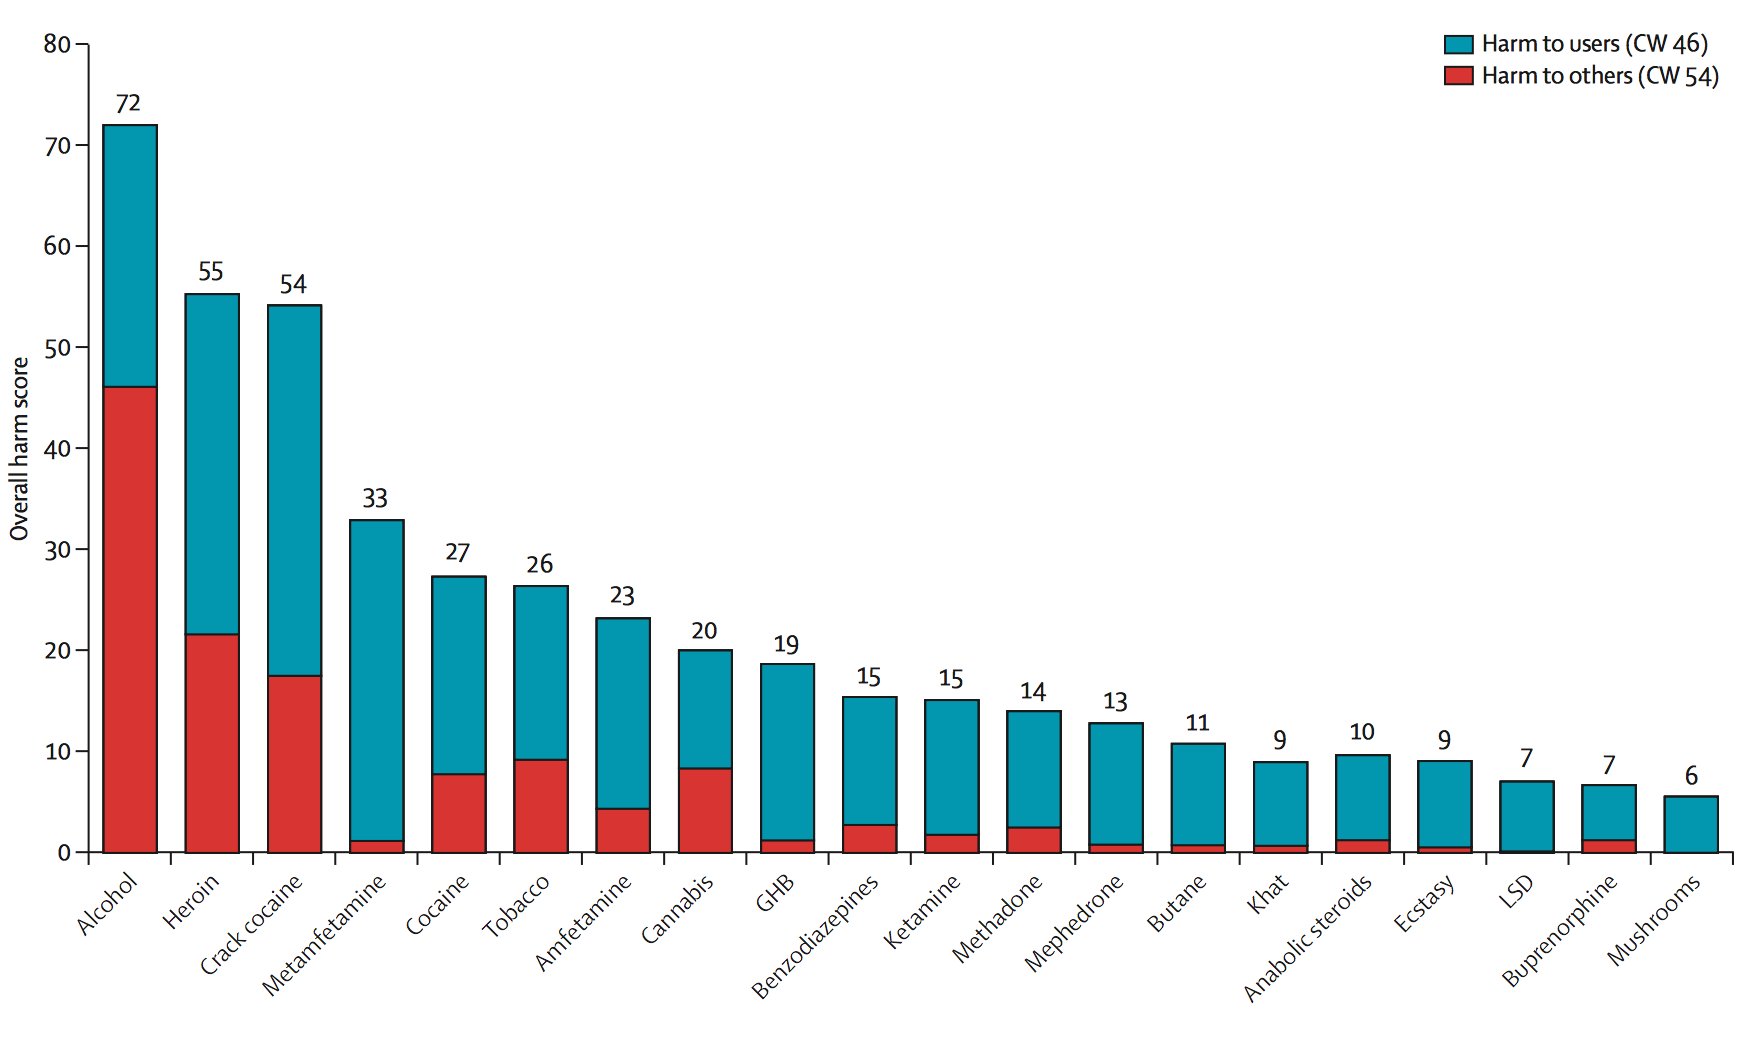 Harm to users (CW 46)
Harm to others (CW 54)
Overall harm score
80
70
60
50
40
30
20
10
0
72
55
54
33
27
26
23
20
19
15
15
14
13
11
9
10
9
7
7
6
Alcohol
Heroin
Crack cocaine
Metamfetamine
Cocaine
Tobacco
Amfetamine
Cannabis
GHB
Benzodiazepines
Ketamine
Methadone
Mephedrone
Butane
Khat
Anabolic steroids
Ecstasy
LSD
Buprenorphine
Mushrooms